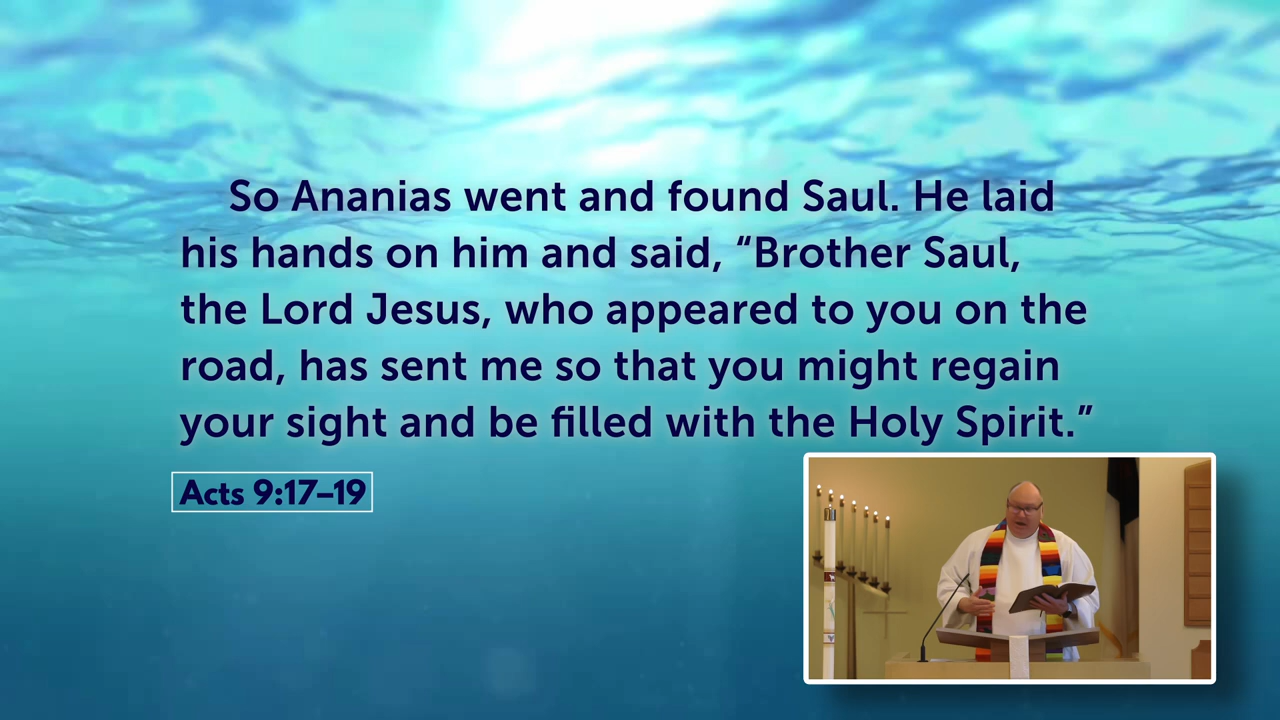 So Ananias went and found Saul. He laid
his hands on him and said, “Brother Saul,
the Lord Jesus, who appeared to you on the
road, has sent me so that you might regain
your sight and be filled with the Holy Spirit.”
Acts 9:17–19